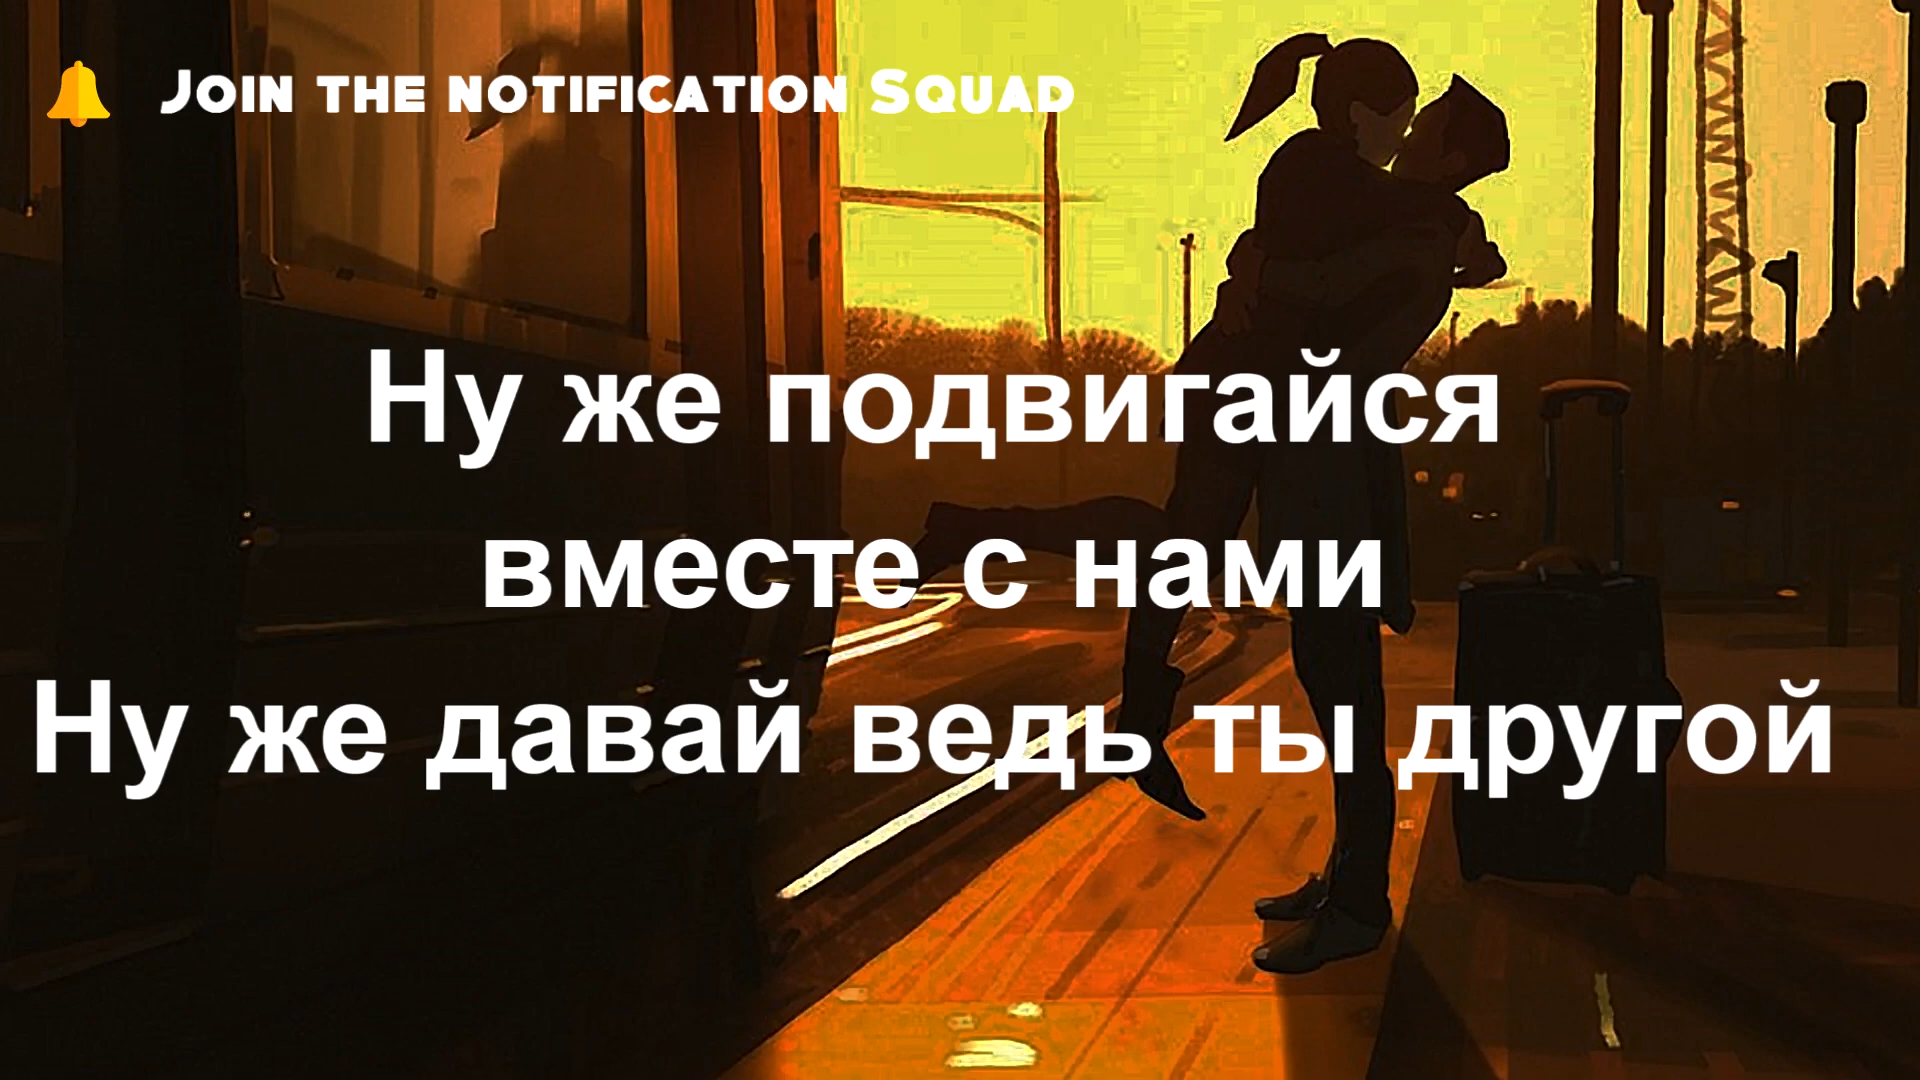 Join the notification Squad
Ну же подвигайся
вместе с нами
Ну же давай ведь ты другой